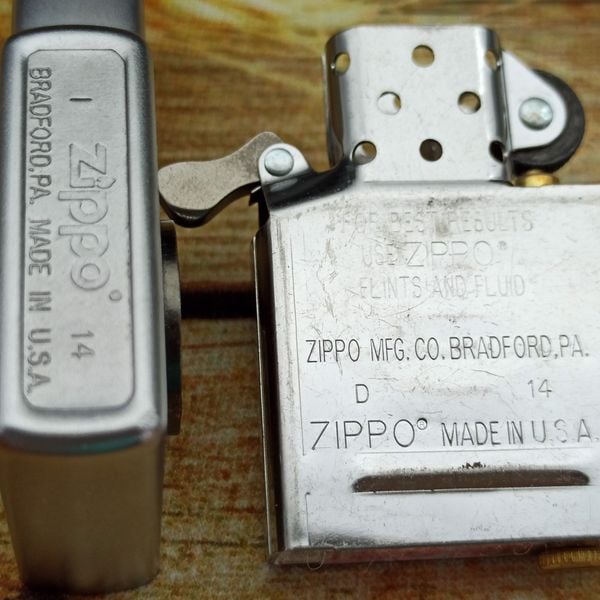 I Zippo® 14
BRADFORD,PA. MADE IN U.S.A
FOR BEST RESULTS
USE ZIPPO®
FLINTS AND FLUID
ZIPPO MFG. CO. BRADFORD, PA.
D 14
ZIPPO® MADE IN U.S.A.